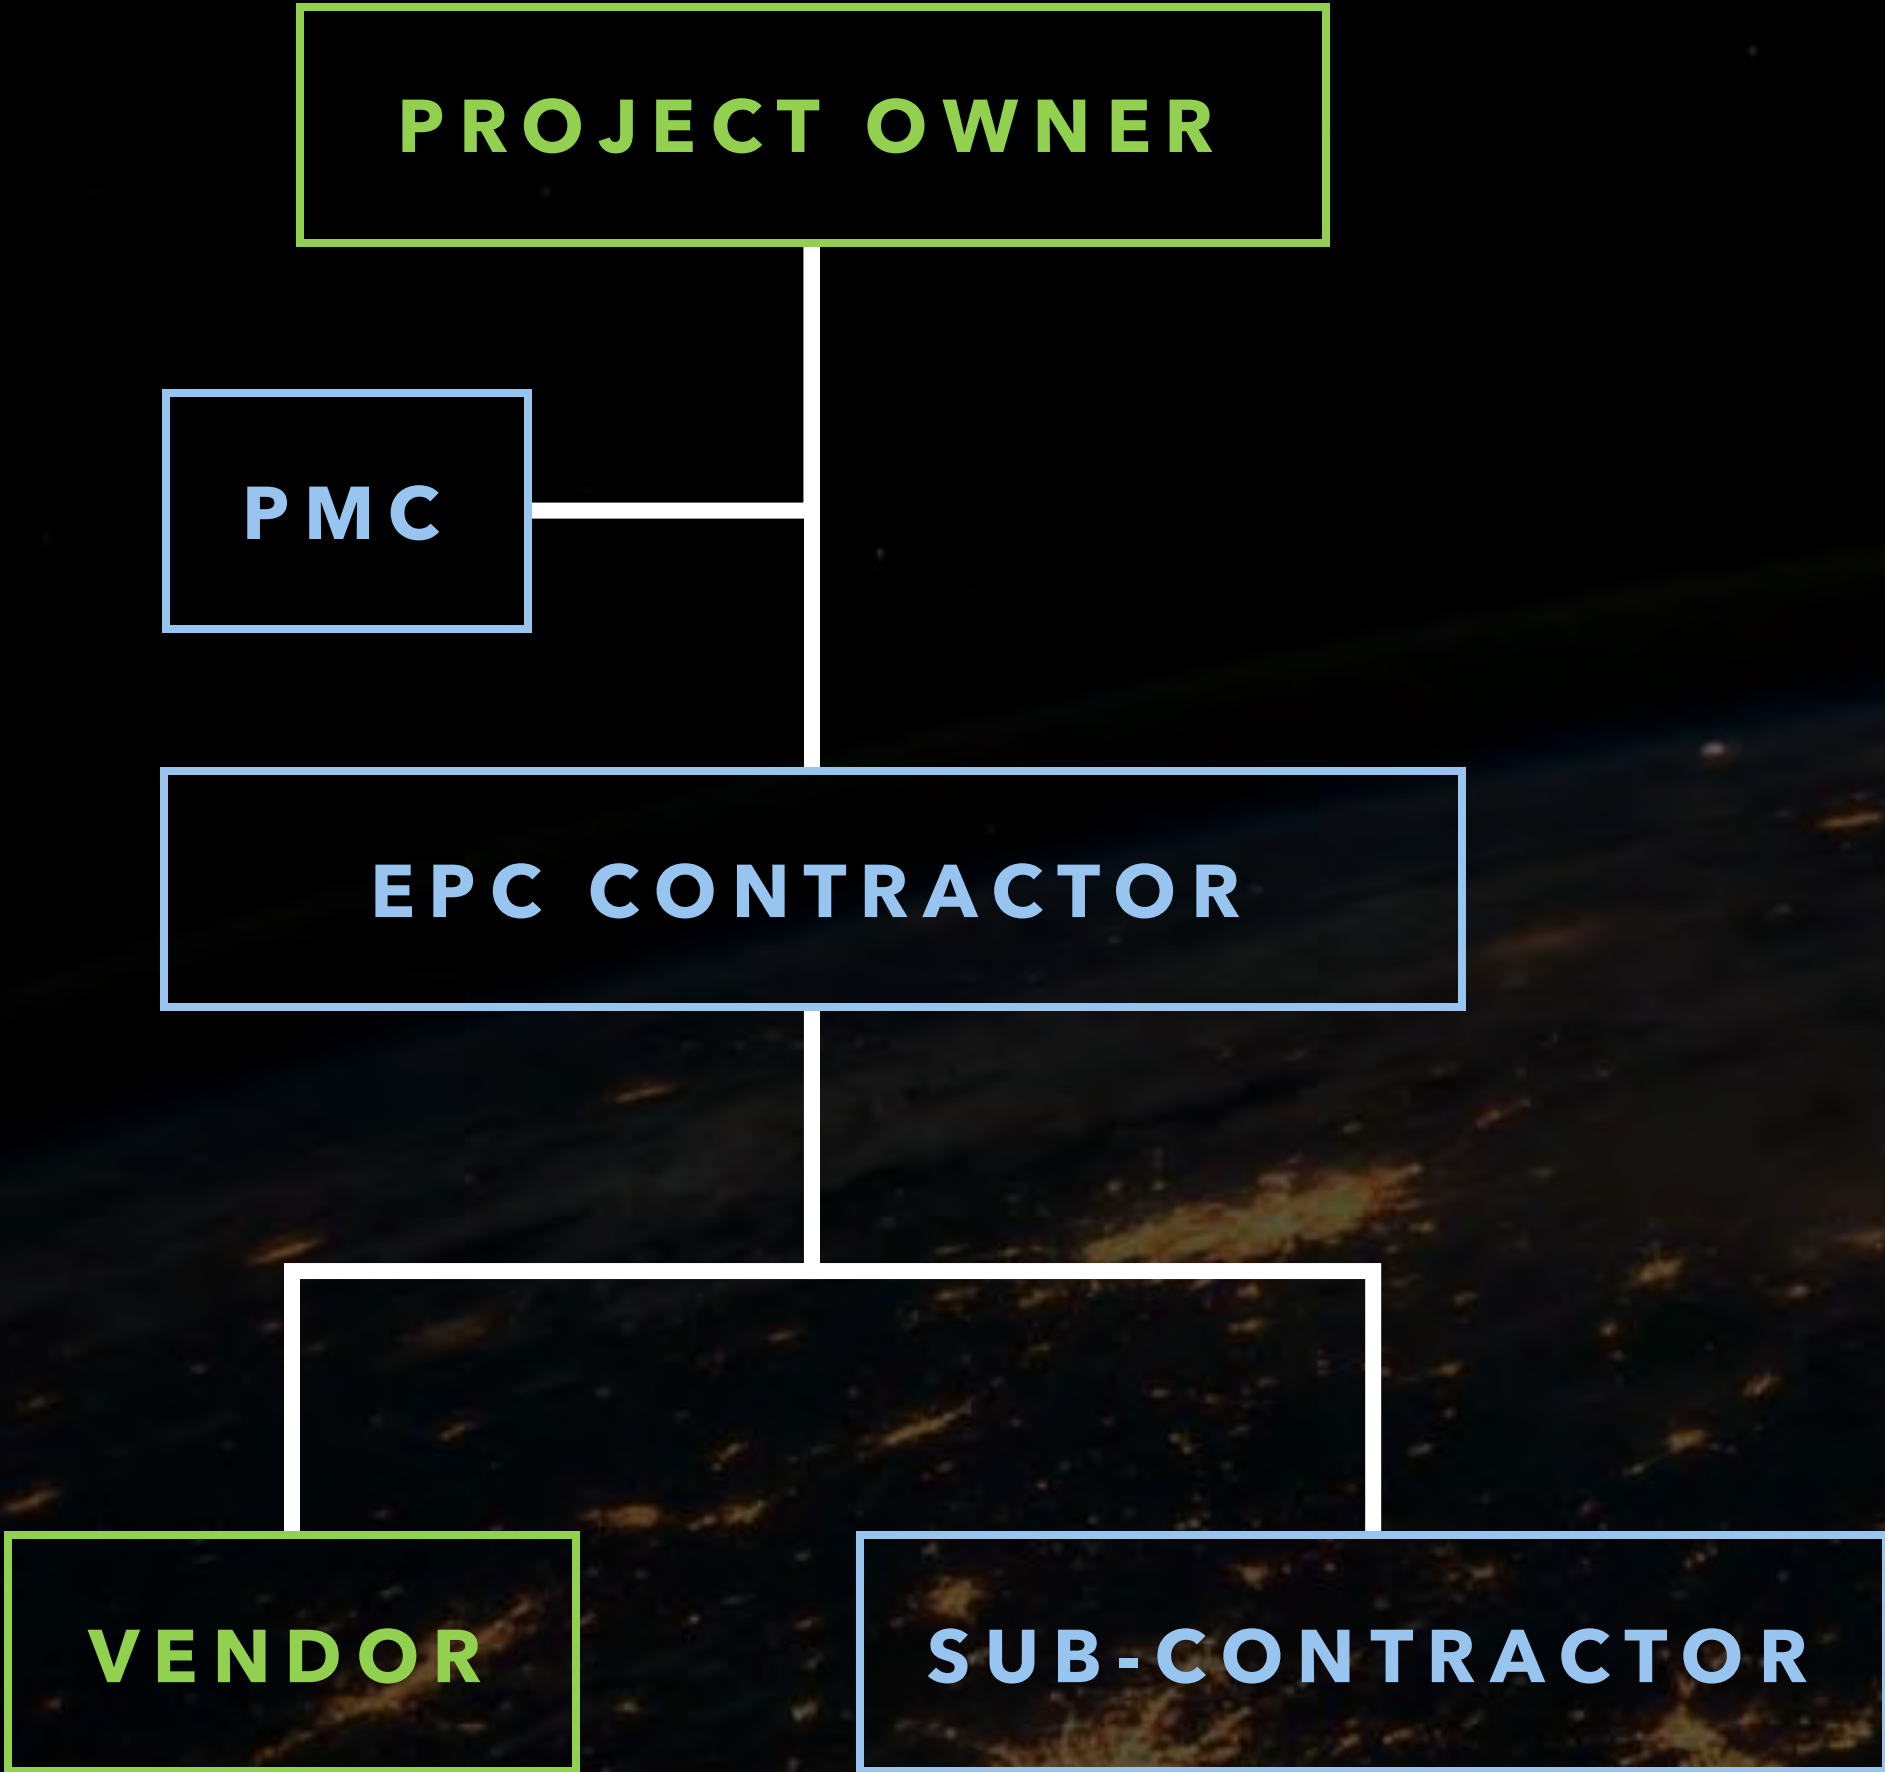 PROJECT OWNER
PMC
EPC CONTRACTOR
VENDOR
SUB-CONTRACTOR